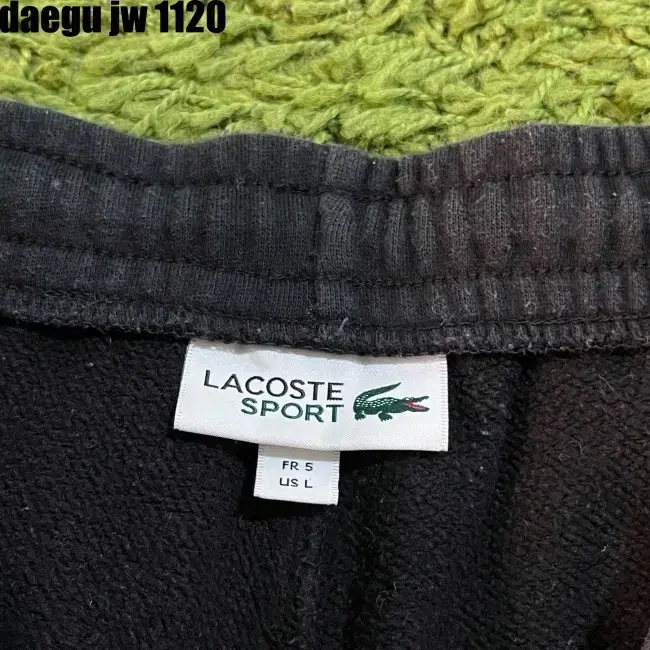 daegu jw 1120
LACOSTE
SPORT
FR 5
US L